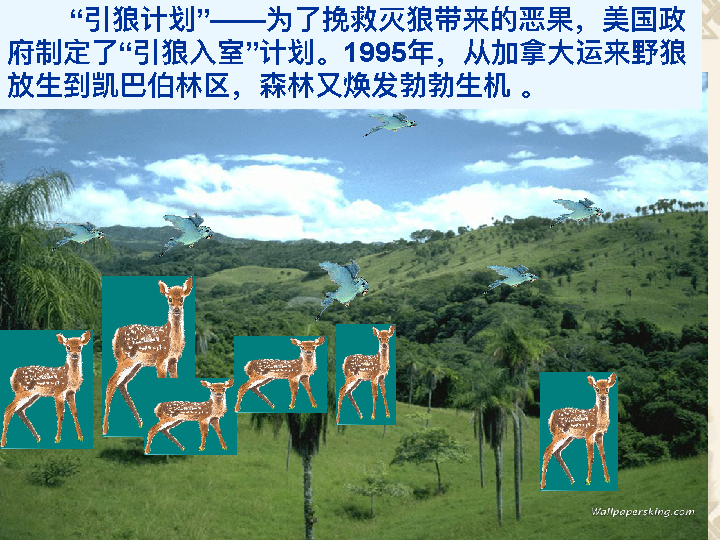 “引狼计划”——为了挽救灭狼带来的恶果，美国政
府制定了“引狼入室”计划。1995年，从加拿大运来野狼
放生到凯巴伯林区，森林又焕发勃勃生机 。
Wallpapersking.com